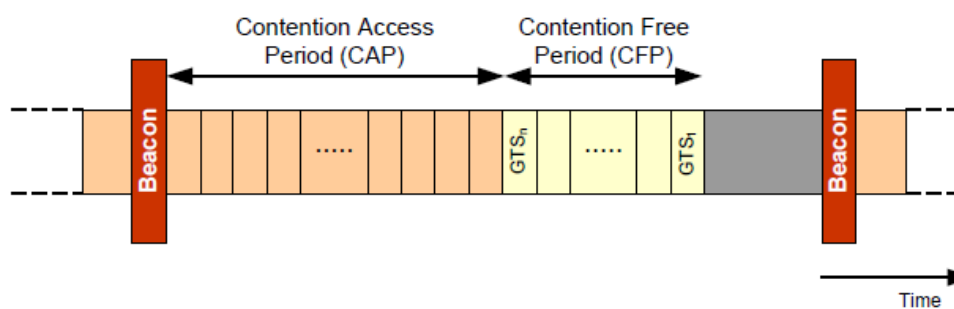 Contention Access
Period (CAP)
Contention Free
Period (CFP)
Beacon
.....
GTSn
.....
GTS1
Beacon
Time